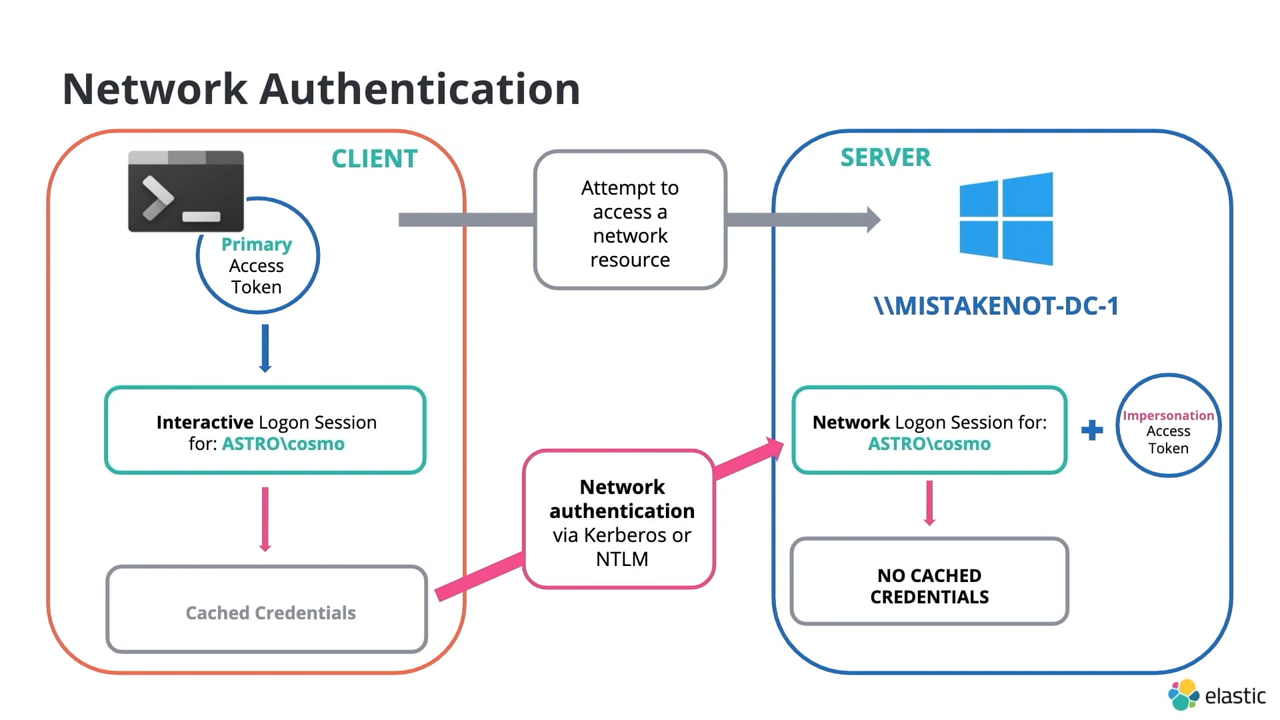 Network Authentication
CLIENT
Primary
Access
Token
Attempt to
access a
network
resource
SERVER
\\MISTAKENOT-DC-1
Interactive Logon Session
for: ASTRO\cosmo
Network
authentication
via Kerberos or
NTLM
Network Logon Session for:
ASTRO\cosmo
Impersonation
Access
Token
Cached Credentials
NO CACHED
CREDENTIALS
elastic